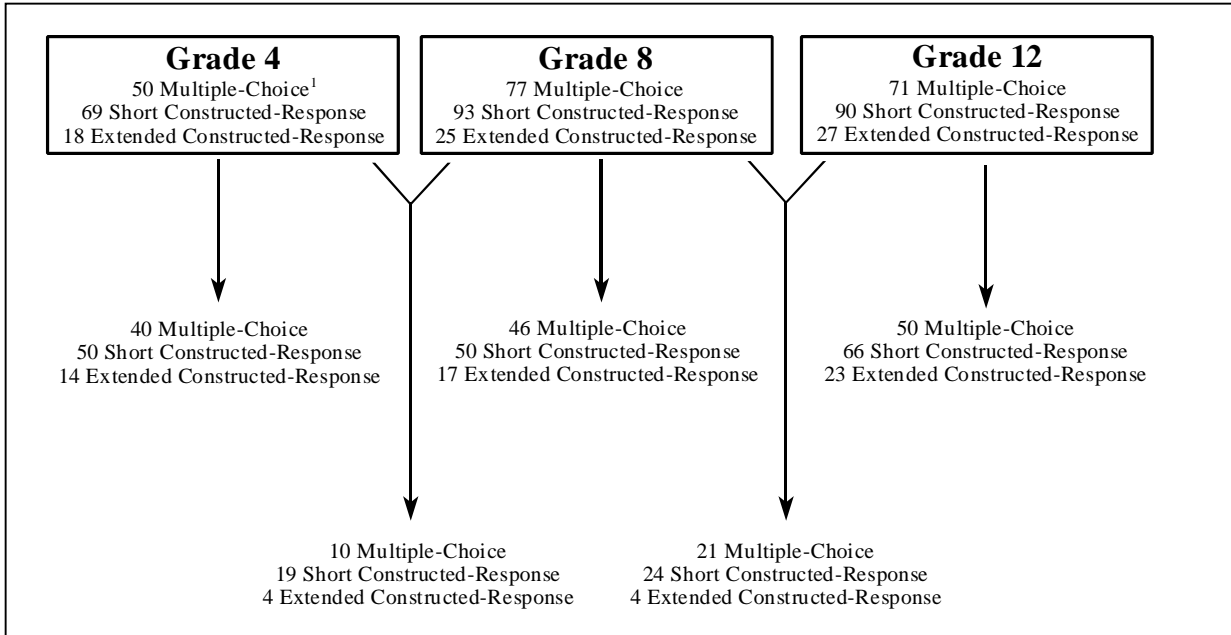 Grade 4
50 Multiple-Choice¹
69 Short Constructed-Response
18 Extended Constructed-Response
Grade 8
77 Multiple-Choice
93 Short Constructed-Response
25 Extended Constructed-Response
Grade 12
71 Multiple-Choice
90 Short Constructed-Response
27 Extended Constructed-Response
40 Multiple-Choice
50 Short Constructed-Response
14 Extended Constructed-Response
46 Multiple-Choice
50 Short Constructed-Response
17 Extended Constructed-Response
50 Multiple-Choice
66 Short Constructed-Response
23 Extended Constructed-Response
10 Multiple-Choice
19 Short Constructed-Response
4 Extended Constructed-Response
21 Multiple-Choice
24 Short Constructed-Response
4 Extended Constructed-Response